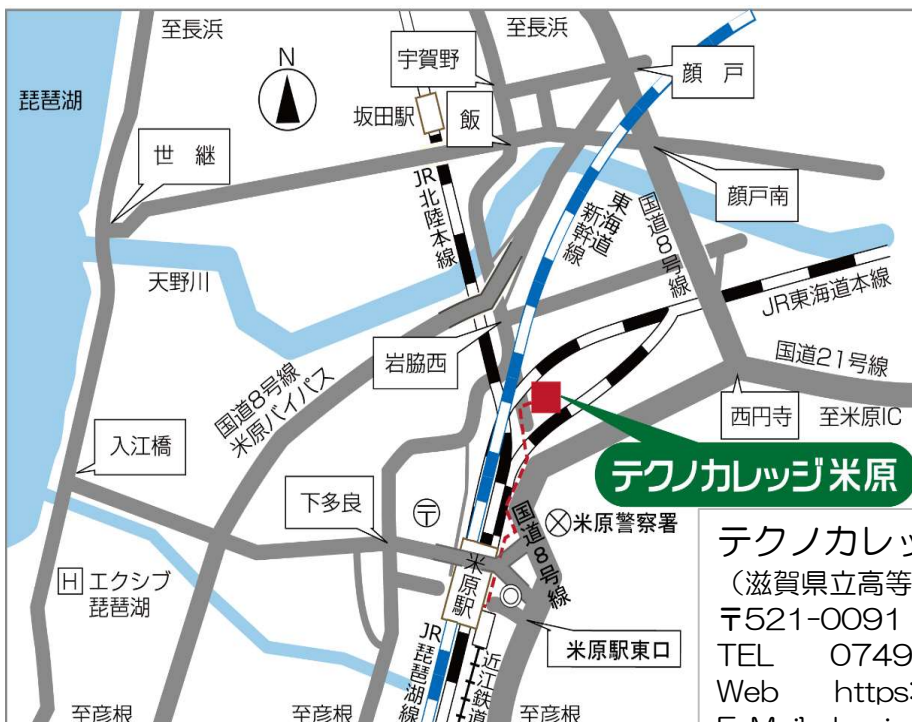 至長浜
至長浜
宇賀野
顔戸
琵琶湖
N
坂田駅
飯
世継
JR北陸本線
東海道新幹線
国道8号線
顔戸南
天野川
JR東海道本線
岩脇西
国道21号線
国道8号線
米原バイパス
西円寺
至米原IC
入江橋
テクノカレッジ米原
下多良
〒
米原警察署
国道8号線
米原駅
H エクシブ
琵琶湖
米原駅東口
JR琵琶湖線
近江鉄道
至彦根
至彦根
至彦根
テクノカレッ
（滋賀県立高等
〒521-0091
TEL 0749
Web https:
E-Mail